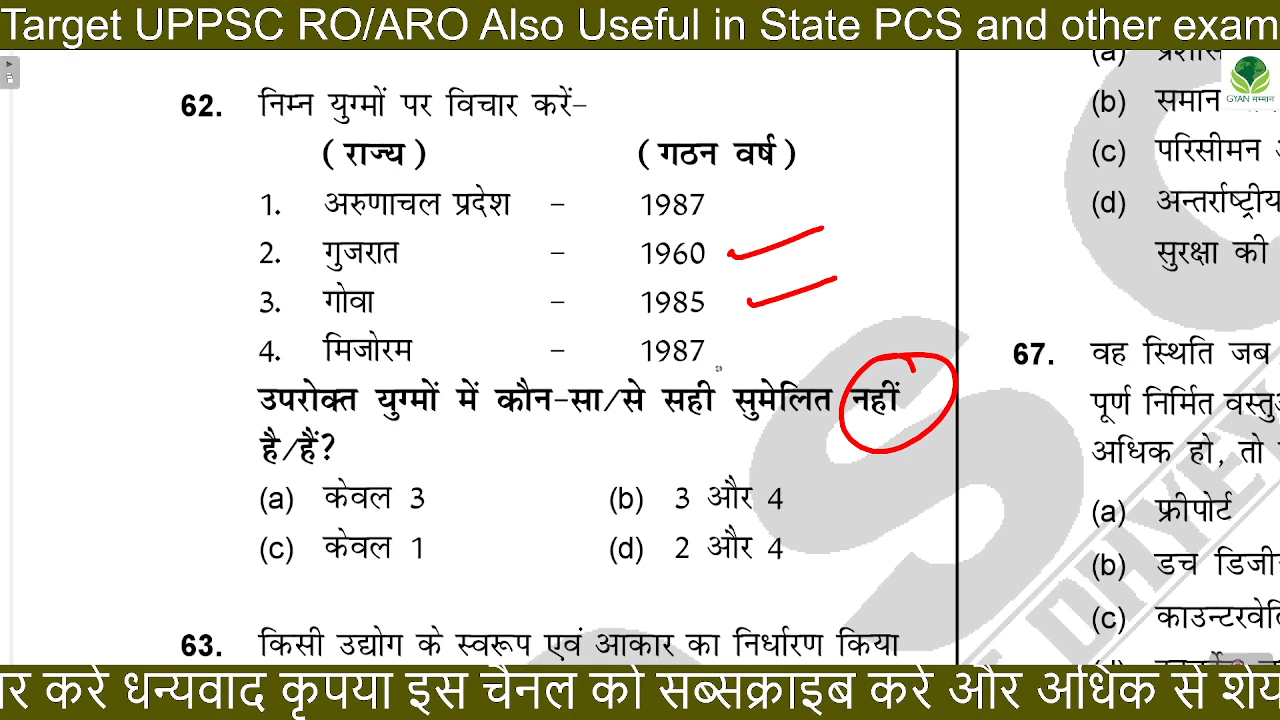 Target UPPSC RO/ARO Also Useful in State PCS and other exam
GYAN सम्मान
62. निम्न युग्मों पर विचार करें–
(राज्य) (गठन वर्ष)
1. अरुणाचल प्रदेश – 1987
2. गुजरात – 1960
3. गोवा – 1985
4. मिजोरम – 1987
उपरोक्त युग्मों में कौन-सा/से सही सुमेलित नहीं
है/हैं?
(a) केवल 3 (b) 3 और 4
(c) केवल 1 (d) 2 और 4
63. किसी उद्योग के स्वरूप एवं आकार का निर्धारण किया
(a)
(b) समान
(c) परिसीमन
(d) अन्तर्राष्ट्रीय
सुरक्षा की
67. वह स्थिति जब
पूर्ण निर्मित
अधिक हो, तो
(a) फ्रीपोर्ट
(b) डच
(c)
र करे धन्यवाद कृपया इस चैनल को सब्सक्राइब करे और अधिक से